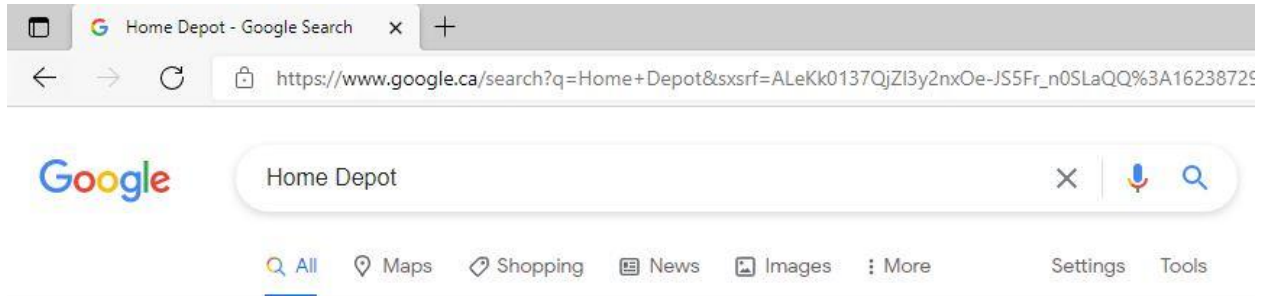 Home Depot - Google Search
https://www.google.ca/search?q=Home+Depot&sxsrf=ALeKk0137QjZI3y2nxOe-JS5Fr_n0SLaQQ%3A16238729
Google Home Depot
All Maps Shopping News Images More Settings Tools